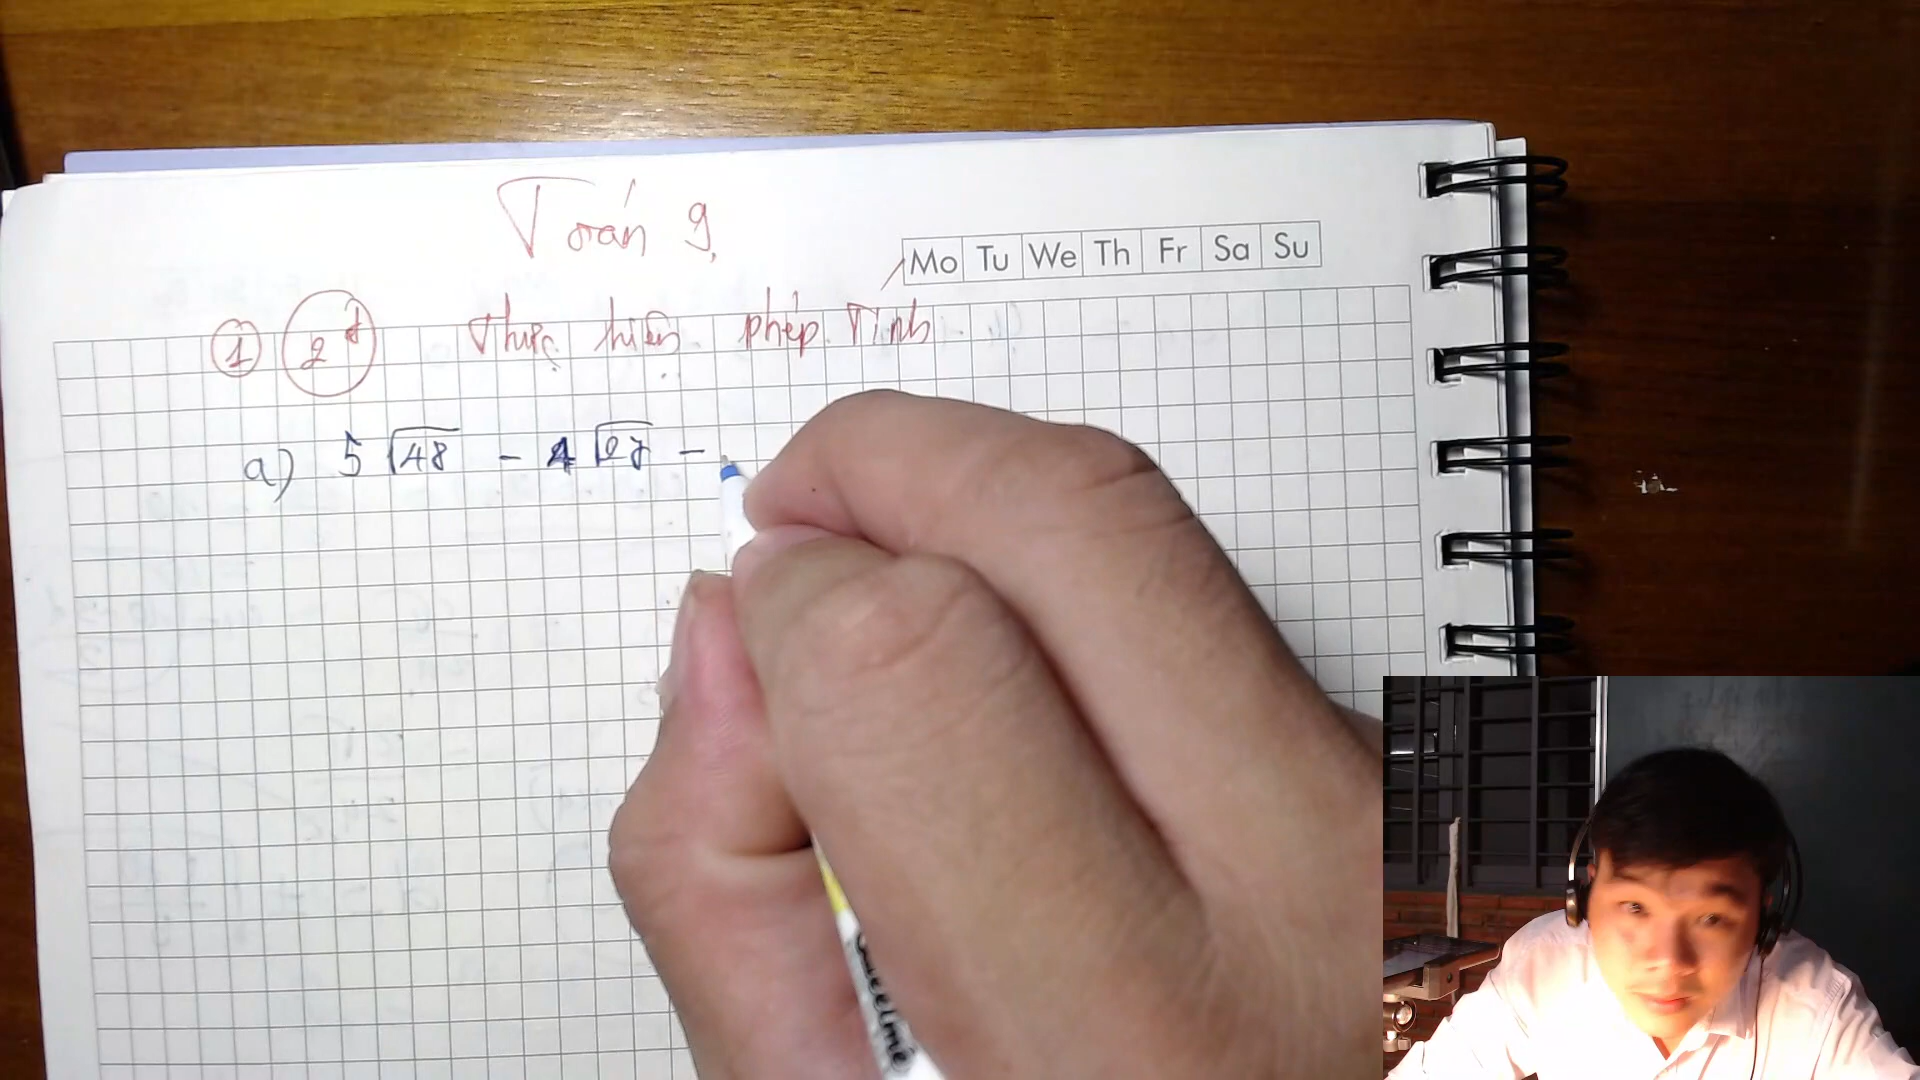 Toán 9.
Mo Tu We Th Fr Sa Su
① 2đ Thực hiện phép Tính
a) 5 √48 - 4 √27 -